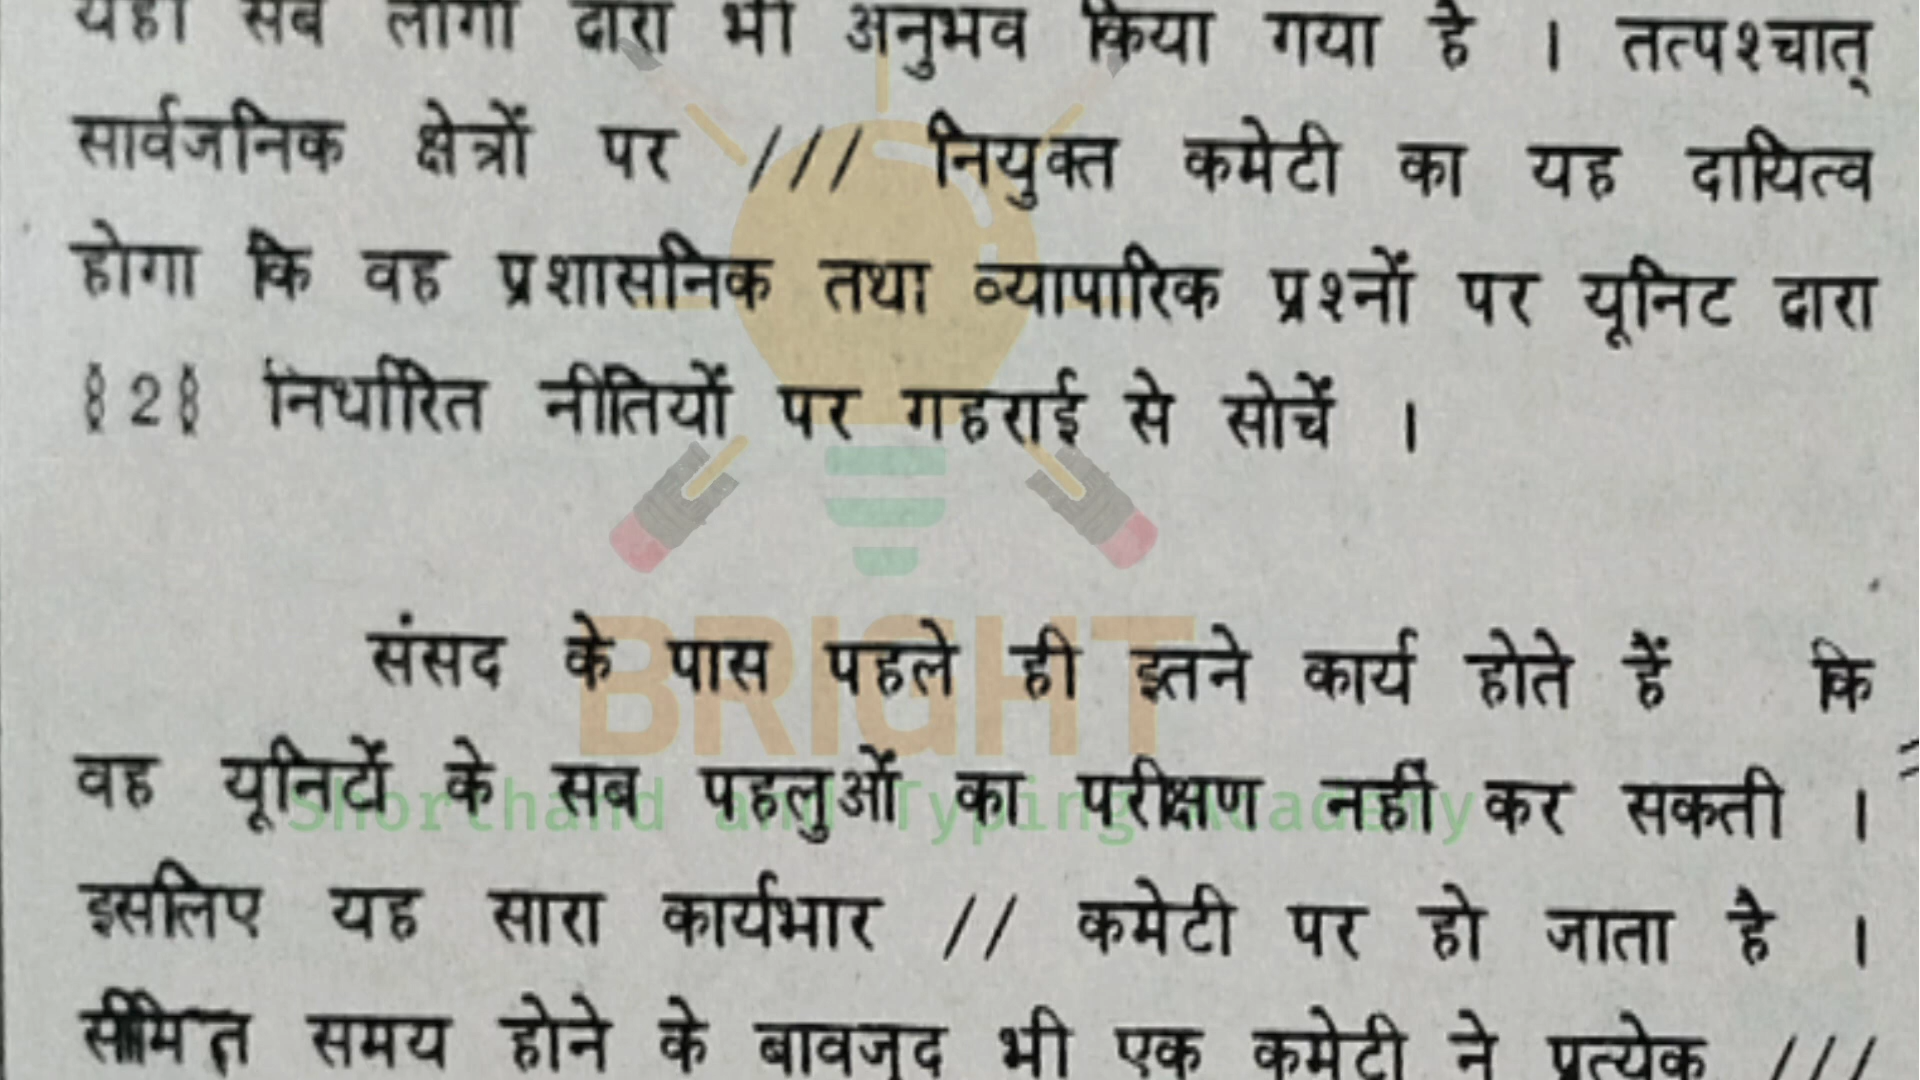 यहां सब लोगों द्वारा भी अनुभव किया गया है । तत्पश्चात्
सार्वजनिक क्षेत्रों पर /// नियुक्त कमेटी का यह दायित्व
होगा कि वह प्रशासनिक तथा व्यापारिक प्रश्नों पर यूनिट द्वारा
§2§ निर्धारित नीतियों पर गहराई से सोचें ।
संसद के पास पहले ही इतने कार्य होते हैं कि
BRIGHT
वह यूनिटों के सब पहलुओं का परीक्षण नहीं कर सकती ।
Shorthand and Typing Academy
इसलिए यह सारा कार्यभार // कमेटी पर हो जाता है ।
सीमित समय होने के बावजूद भी एक कमेटी ने प्रत्येक ///